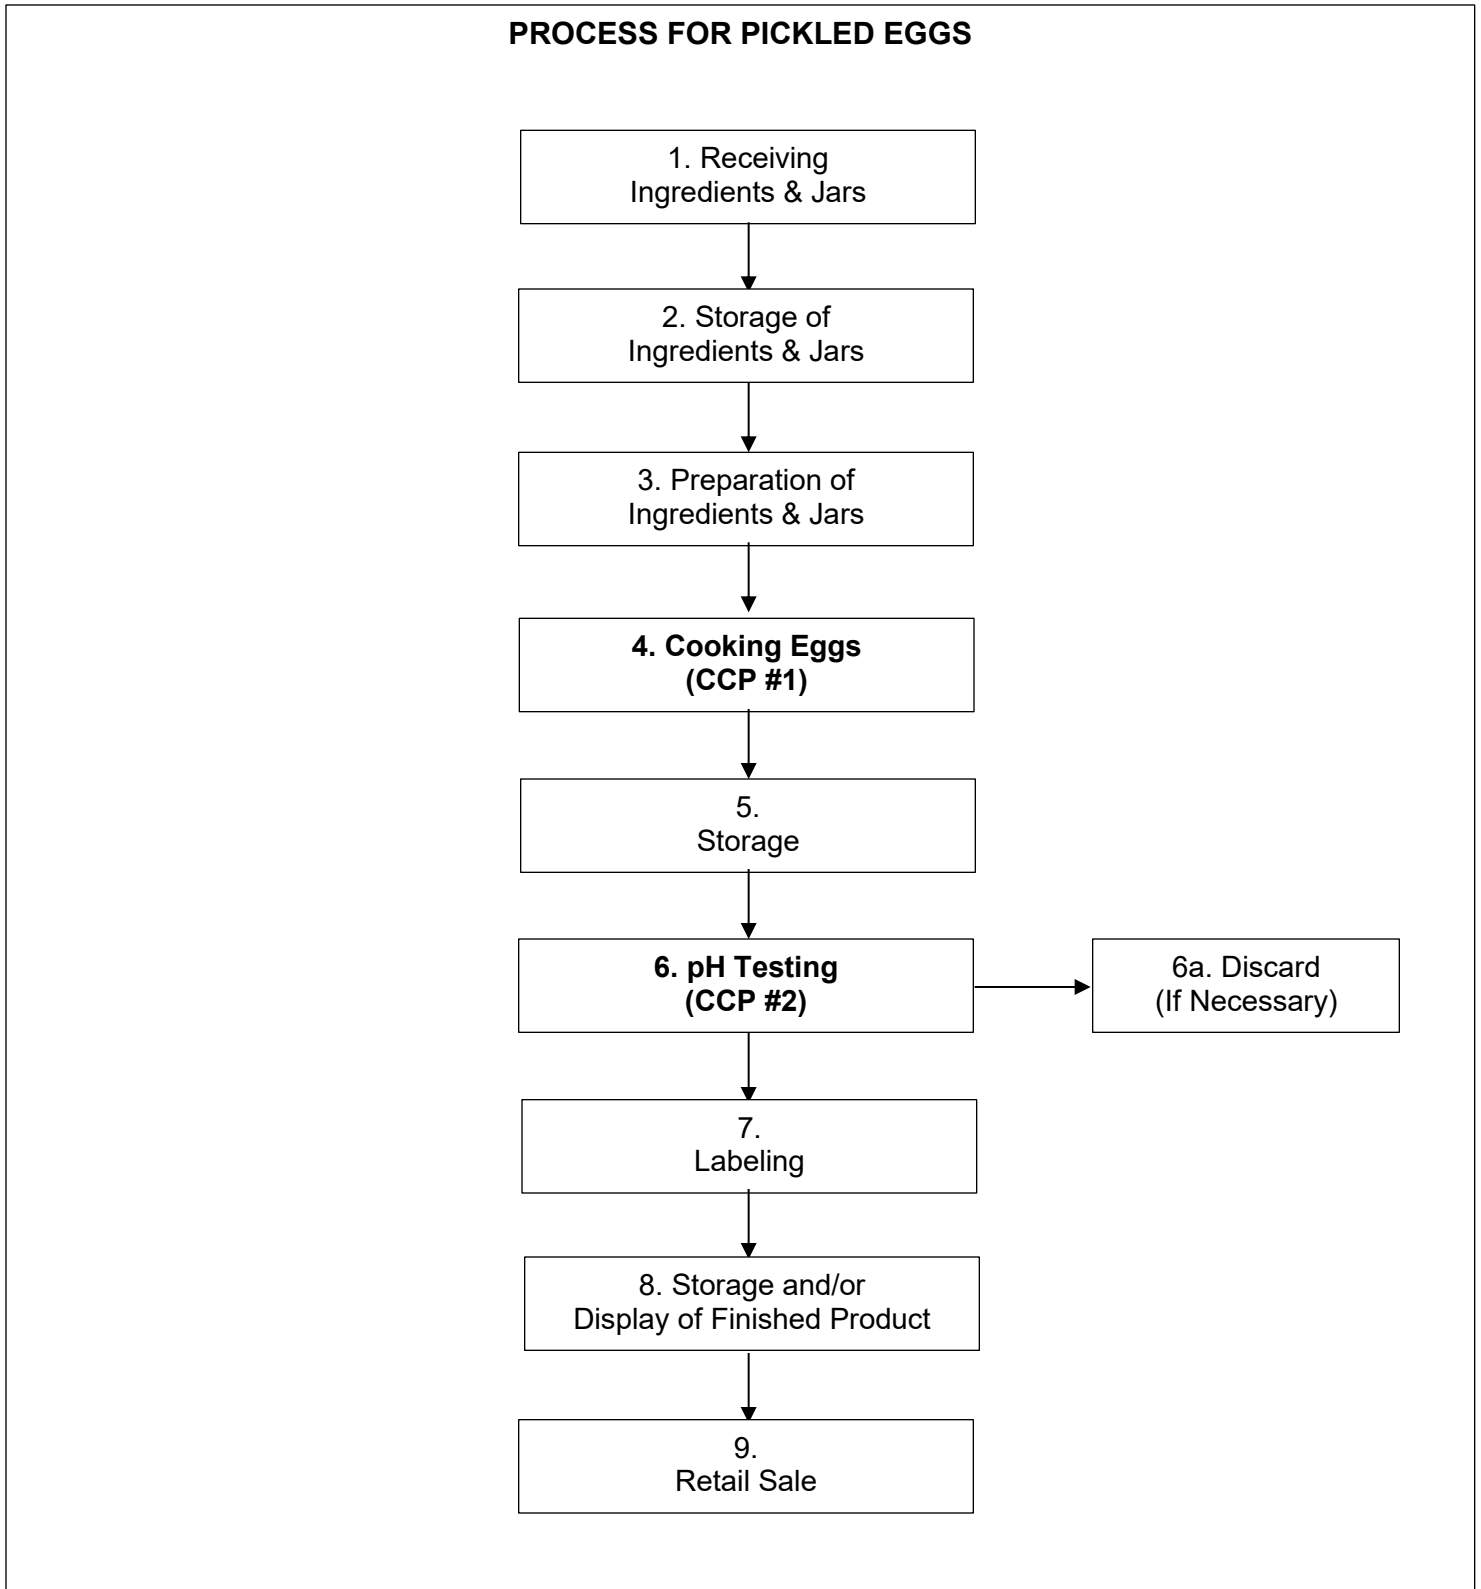 PROCESS FOR PICKLED EGGS
1. Receiving
Ingredients & Jars
2. Storage of
Ingredients & Jars
3. Preparation of
Ingredients & Jars
4. Cooking Eggs
(CCP #1)
5.
Storage
6. pH Testing
(CCP #2)
6a. Discard
(If Necessary)
7.
Labeling
8. Storage and/or
Display of Finished Product
9.
Retail Sale